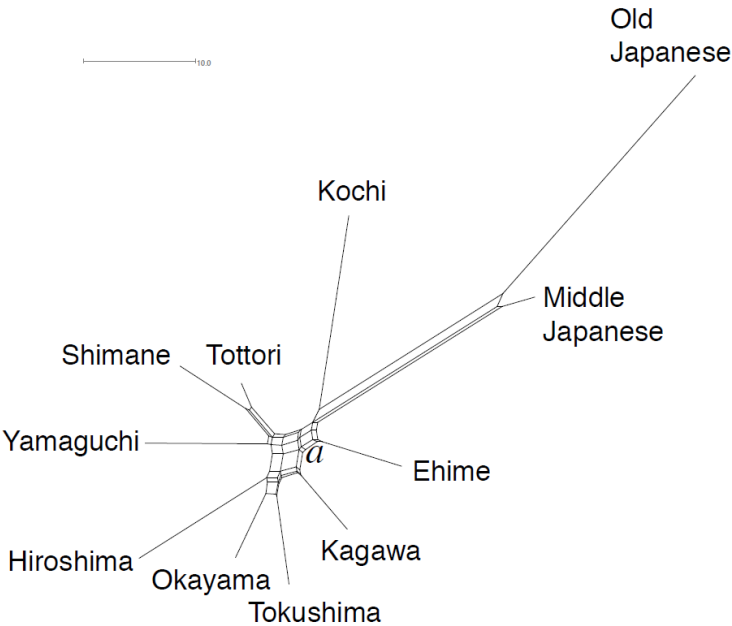 Old
Japanese
10.0
Kochi
Middle
Japanese
Shimane
Tottori
Yamaguchi
a
Ehime
Kagawa
Hiroshima
Okayama
Tokushima